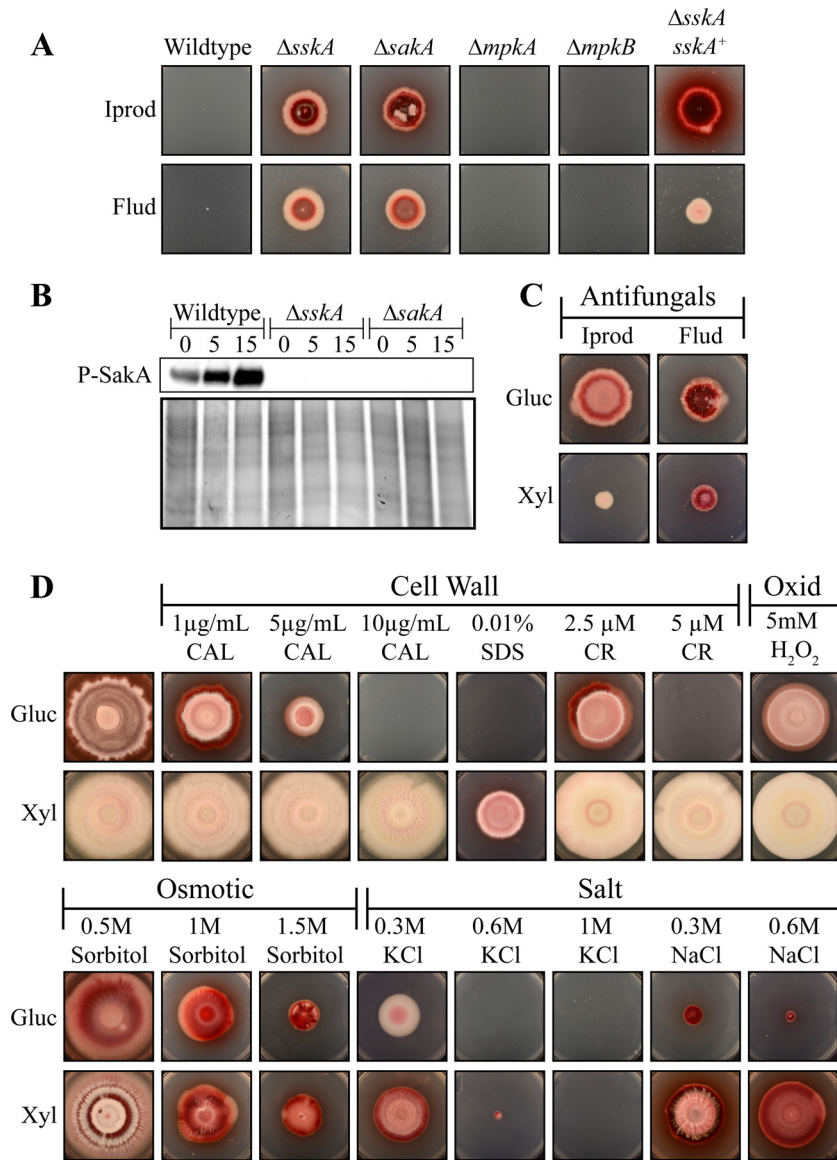 A
Wildtype ΔsskA ΔsakA ΔmpkA ΔmpkB ΔsskA
sskA⁺
Iprod
Flud
B
Wildtype ΔsskA ΔsakA
0 5 15 0 5 15 0 5 15
P-SakA
C
Antifungals
Iprod Flud
Gluc
Xyl
D
Cell Wall Oxid
1µg/mL 5µg/mL 10µg/mL 0.01% 2.5 µM 5 µM 5mM
CAL CAL CAL SDS CR CR H₂O₂
Gluc
Xyl
Osmotic Salt
0.5M 1M 1.5M 0.3M 0.6M 1M 0.3M 0.6M
Sorbitol Sorbitol Sorbitol KCl KCl KCl NaCl NaCl
Gluc
Xyl